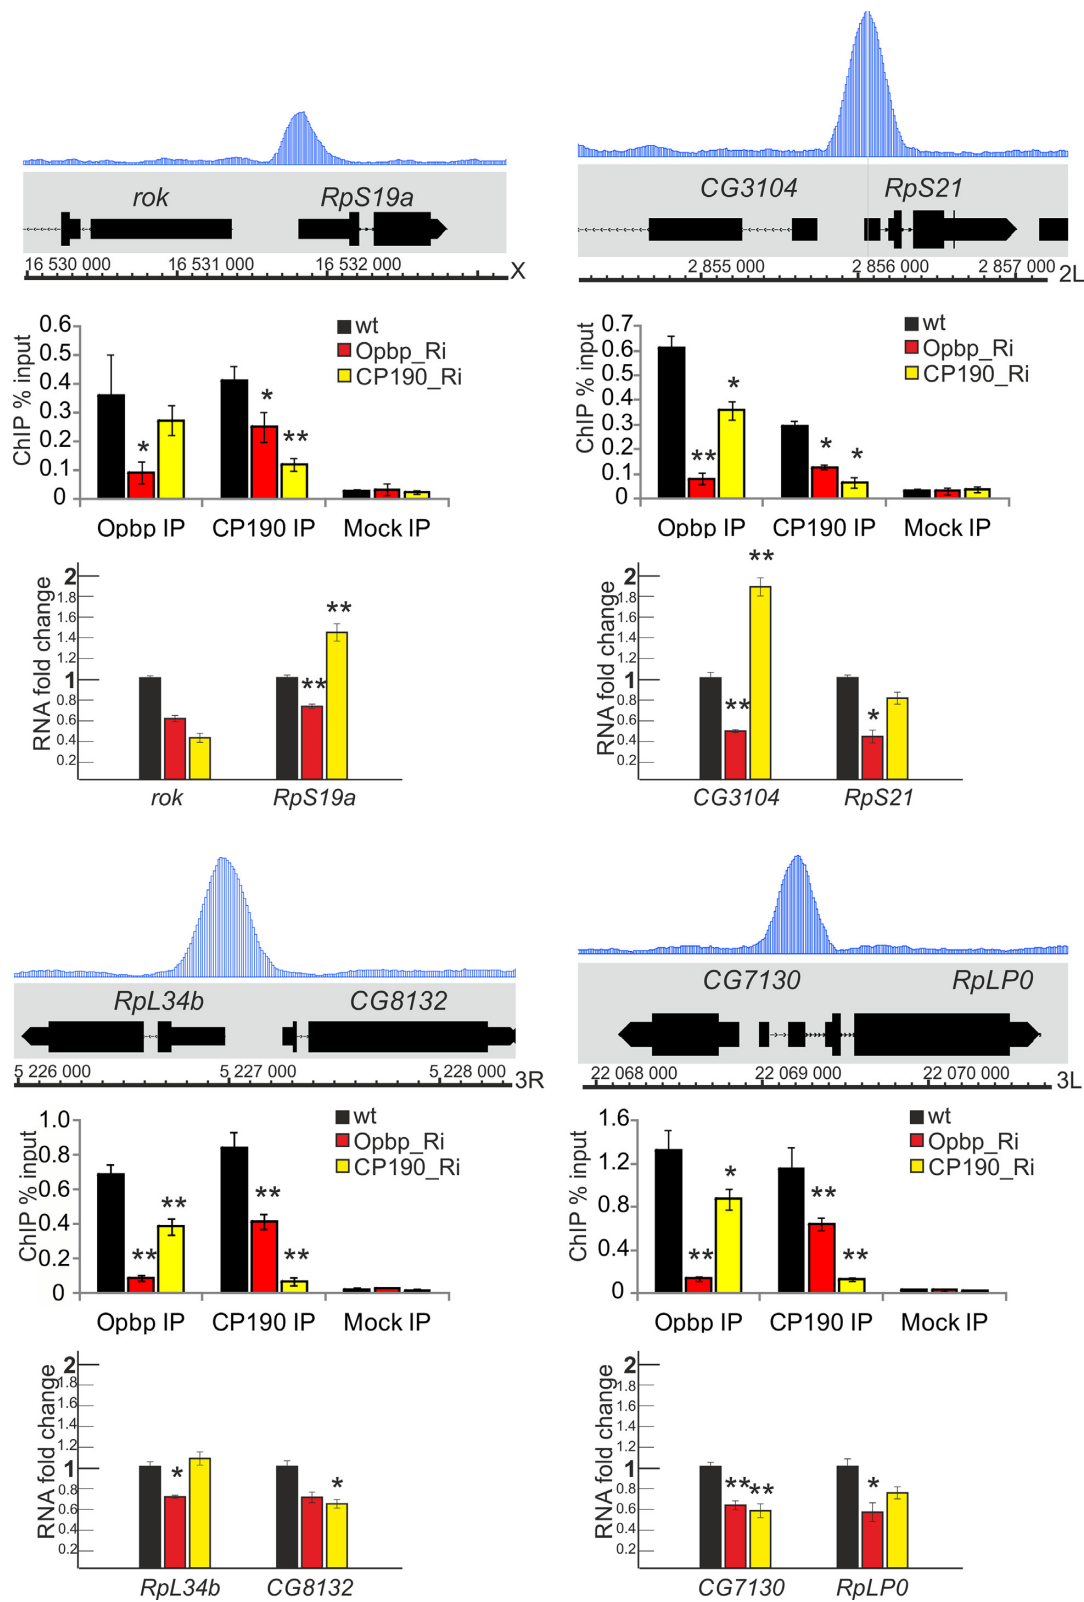 rok RpS19a
16 530 000 16 531 000 16 532 000 X
CG3104 RpS21
2 855 000 2 856 000 2 857 000 2L
ChIP % input
0.6
0.5
0.4
0.3
0.2
0.1
0
wt
Opbp_Ri
CP190_Ri
*
*
**
Opbp IP CP190 IP Mock IP
ChIP % input
0.7
0.6
0.5
0.4
0.3
0.2
0.1
0
wt
Opbp_Ri
CP190_Ri
**
*
*
*
Opbp IP CP190 IP Mock IP
RNA fold change
2
1.8
1.6
1.4
1.2
1
0.8
0.6
0.4
0.2
**
**
rok RpS19a
RNA fold change
2
1.8
1.6
1.4
1.2
1
0.8
0.6
0.4
0.2
**
**
*
CG3104 RpS21
RpL34b CG8132
5 226 000 5 227 000 5 228 000 3R
CG7130 RpLP0
22 068 000 22 069 000 22 070 000 3L
ChIP % input
1.0
0.8
0.6
0.4
0.2
0
wt
Opbp_Ri
CP190_Ri
**
**
**
**
Opbp IP CP190 IP Mock IP
ChIP % input
1.6
1.2
0.8
0.4
0
wt
Opbp_Ri
CP190_Ri
**
*
**
**
Opbp IP CP190 IP Mock IP
RNA fold change
2
1.8
1.6
1.4
1.2
1
0.8
0.6
0.4
0.2
*
*
RpL34b CG8132
RNA fold change
2
1.8
1.6
1.4
1.2
1
0.8
0.6
0.4
0.2
**
**
*
CG7130 RpLP0